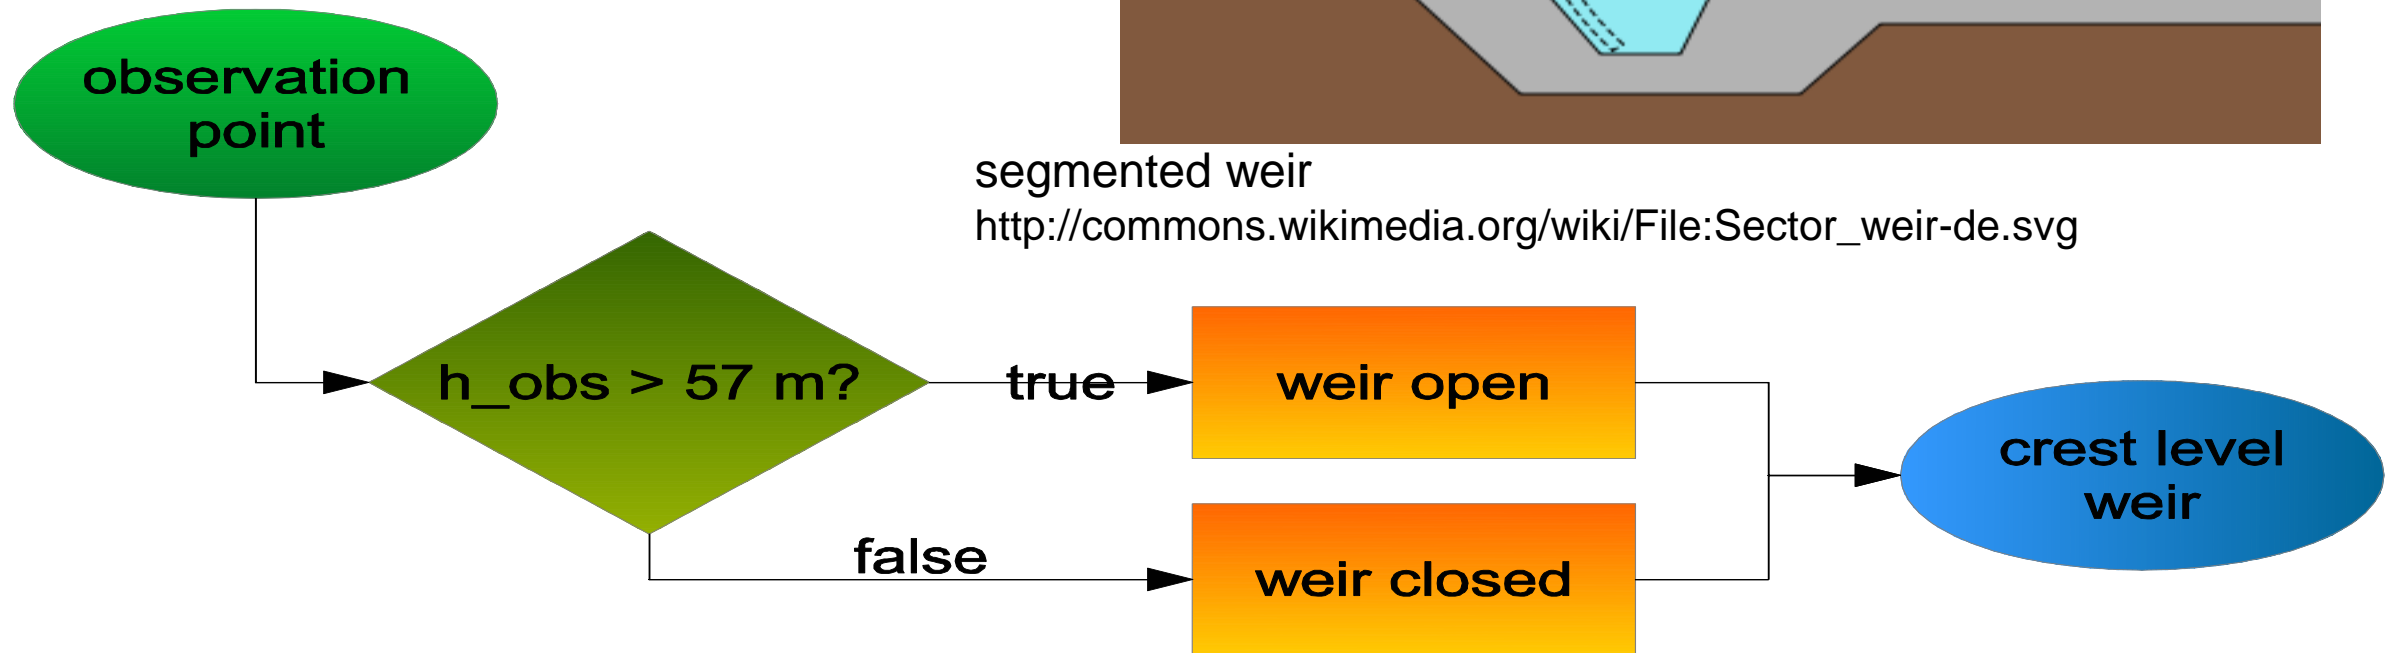 observation
point
segmented weir
http://commons.wikimedia.org/wiki/File:Sector_weir-de.svg
h_obs > 57 m?
true
weir open
crest level
weir
false
weir closed